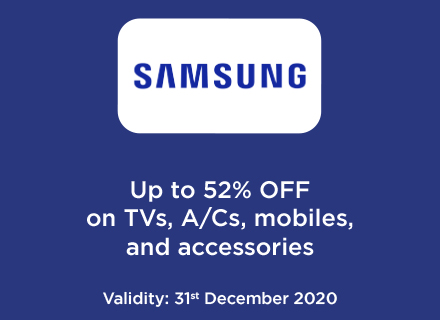 SAMSUNG
Up to 52% OFF
on TVs, A/Cs, mobiles,
and accessories
Validity: 31st December 2020